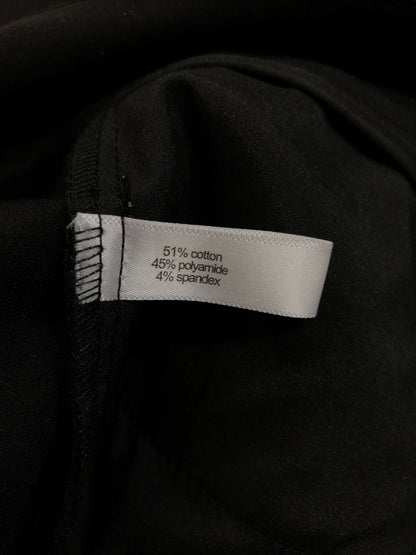 51% cotton
45% polyamide
4% spandex